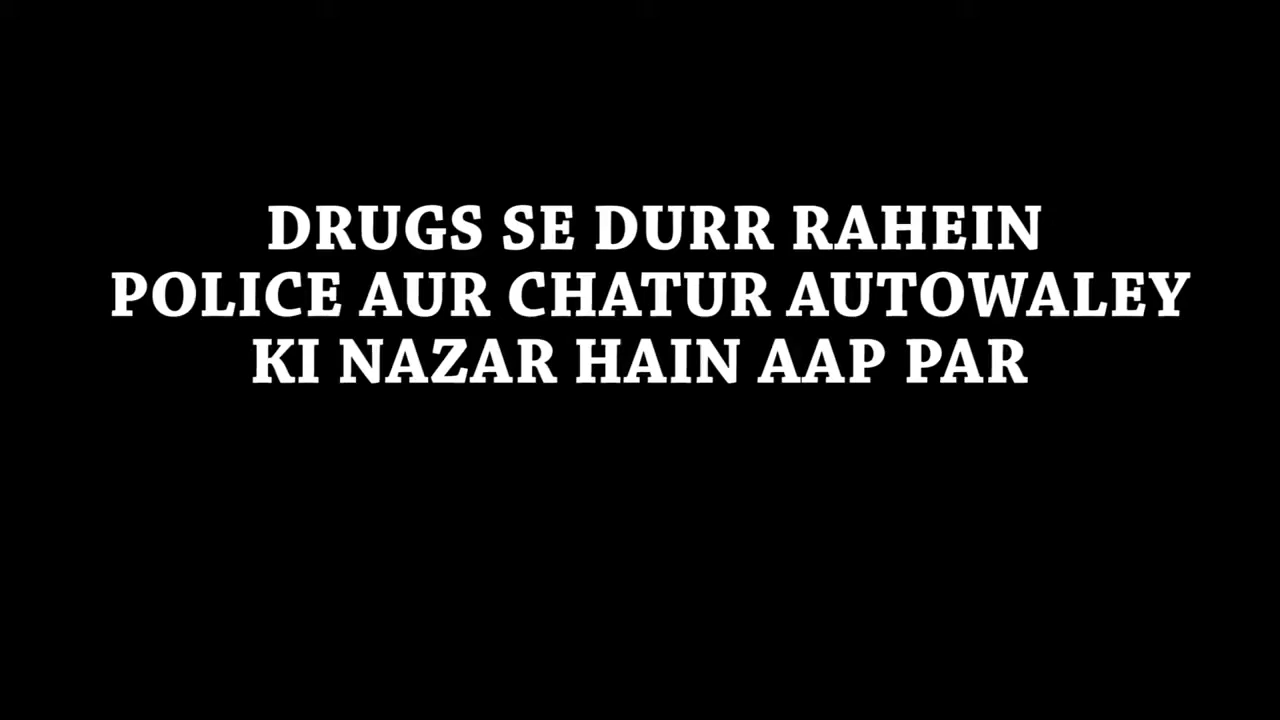 DRUGS SE DURR RAHEIN
POLICE AUR CHATUR AUTOWALEY
KI NAZAR HAIN AAP PAR